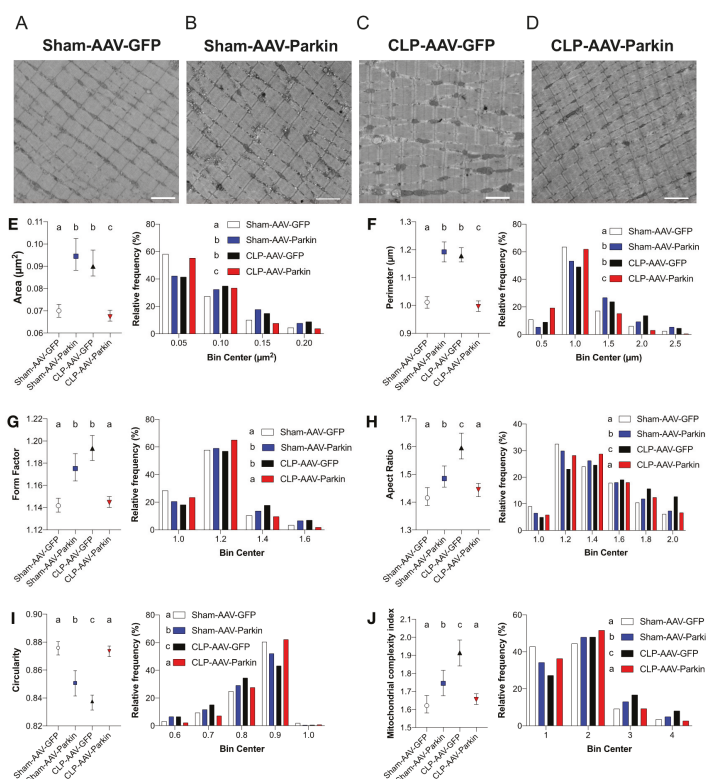 A B C D
Sham-AAV-GFP Sham-AAV-Parkin CLP-AAV-GFP CLP-AAV-Parkin
E
a b b c
Area (µm²)
0.11
0.10
0.09
0.08
0.07
0.06
Sham-AAV-GFP
Sham-AAV-Parkin
CLP-AAV-GFP
CLP-AAV-Parkin
Relative frequency (%)
80
60
40
20
0
a Sham-AAV-GFP
b Sham-AAV-Parkin
b CLP-AAV-GFP
c CLP-AAV-Parkin
0.05 0.10 0.15 0.20
Bin Center (µm²)
F
a b b c
Perimeter (µm)
1.3
1.2
1.1
1.0
0.9
Sham-AAV-GFP
Sham-AAV-Parkin
CLP-AAV-GFP
CLP-AAV-Parkin
Relative frequency (%)
80
60
40
20
0
a Sham-AAV-GFP
b Sham-AAV-Parkin
b CLP-AAV-GFP
c CLP-AAV-Parkin
0.5 1.0 1.5 2.0 2.5
Bin Center (µm)
G
a b b a
Form Factor
1.22
1.20
1.18
1.16
1.14
1.12
Sham-AAV-GFP
Sham-AAV-Parkin
CLP-AAV-GFP
CLP-AAV-Parkin
Relative frequency (%)
80
60
40
20
0
a Sham-AAV-GFP
b Sham-AAV-Parkin
b CLP-AAV-GFP
a CLP-AAV-Parkin
1.0 1.2 1.4 1.6
Bin Center
H
a b c a
Apect Ratio
1.7
1.6
1.5
1.4
1.3
Sham-AAV-GFP
Sham-AAV-Parkin
CLP-AAV-GFP
CLP-AAV-Parkin
Relative frequency (%)
50
40
30
20
10
0
a Sham-AAV-GFP
b Sham-AAV-Parkin
c CLP-AAV-GFP
a CLP-AAV-Parkin
1.0 1.2 1.4 1.6 1.8 2.0
Bin Center
I
a b c a
Circularity
0.90
0.88
0.86
0.84
0.82
Sham-AAV-GFP
Sham-AAV-Parkin
CLP-AAV-GFP
CLP-AAV-Parkin
Relative frequency (%)
80
60
40
20
0
a Sham-AAV-GFP
b Sham-AAV-Parkin
c CLP-AAV-GFP
a CLP-AAV-Parkin
0.6 0.7 0.8 0.9 1.0
Bin Center
J
a b c a
Mitochondrial complexity index
2.1
2.0
1.9
1.8
1.7
1.6
1.5
Sham-AAV-GFP
Sham-AAV-Parkin
CLP-AAV-GFP
CLP-AAV-Parkin
Relative frequency (%)
60
40
20
0
a Sham-AAV-GFP
b Sham-AAV-Parkin
c CLP-AAV-GFP
a CLP-AAV-Parkin
1 2 3 4
Bin Center